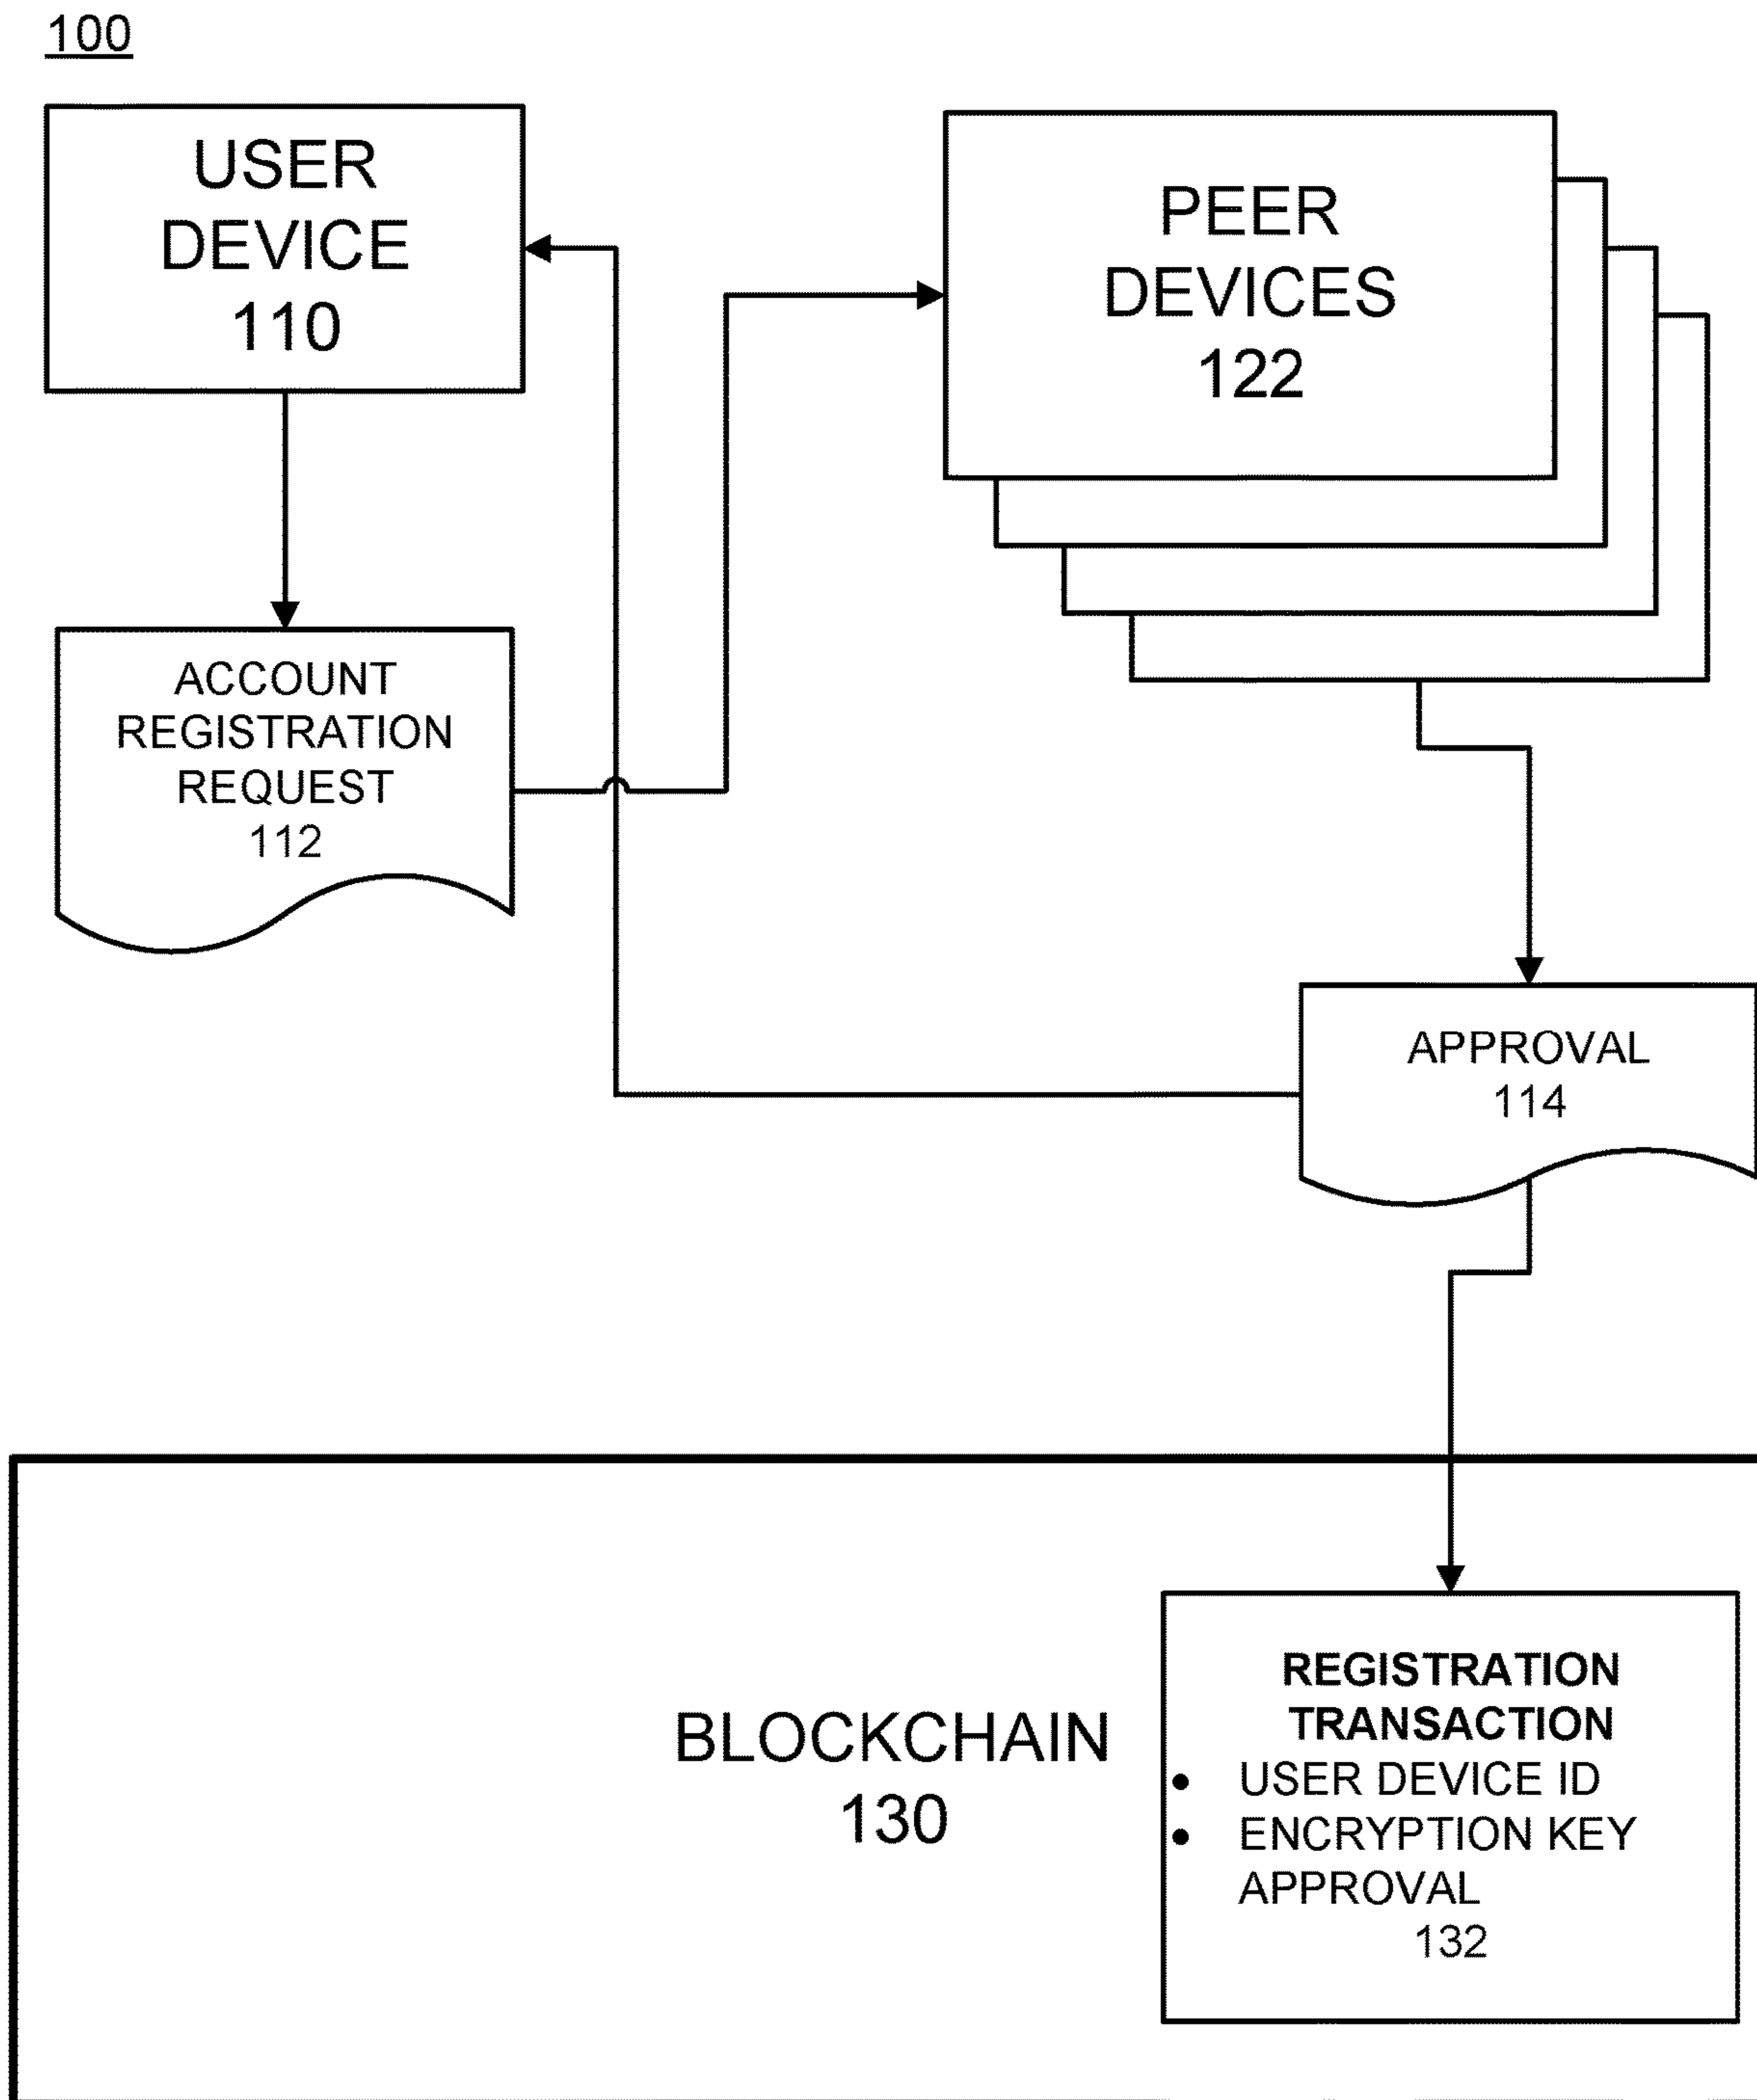 100
USER
DEVICE
110
PEER
DEVICES
122
ACCOUNT
REGISTRATION
REQUEST
112
APPROVAL
114
BLOCKCHAIN
130
REGISTRATION
TRANSACTION
• USER DEVICE ID
• ENCRYPTION KEY
APPROVAL
132